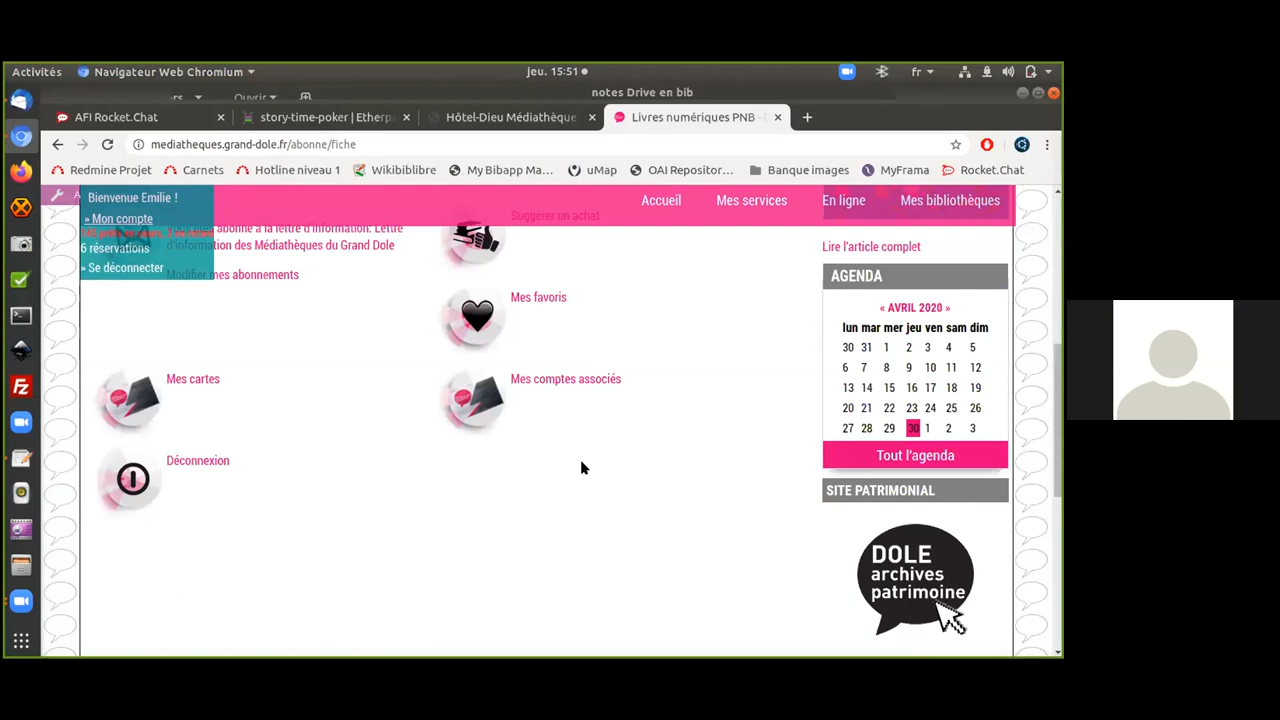 Activités
Navigateur Web Chromium
jeu. 15:51
fr
Ouvrir
notes Drive en bib
AFI Rocket.Chat
story-time-poker | Etherpa
Hôtel-Dieu Médiathèque
Livres numériques PNB -
mediatheques.grand-dole.fr/abonne/fiche
Redmine Projet
Carnets
Hotline niveau 1
Wikibiblibre
My Bibapp M...
uMap
OAI Repositor...
Banque images
MyFrama
Rocket.Chat
Bienvenue Emilie !
» Mon compte
6 réservations
» Se déconnecter
Accueil
Mes services
En ligne
Mes bibliothèques
abonné à la lettre d'information: Lettre
d'information des Médiathèques du Grand Dole
Modifier mes abonnements
Suggérer un achat
Mes favoris
Mes cartes
Mes comptes associés
Déconnexion
Lire l'article complet
AGENDA
« AVRIL 2020 »
lun mar mer jeu ven sam dim
30 31 1 2 3 4 5
6 7 8 9 10 11 12
13 14 15 16 17 18 19
20 21 22 23 24 25 26
27 28 29 30 1 2 3
Tout l'agenda
SITE PATRIMONIAL
DOLE
archives
patrimoine